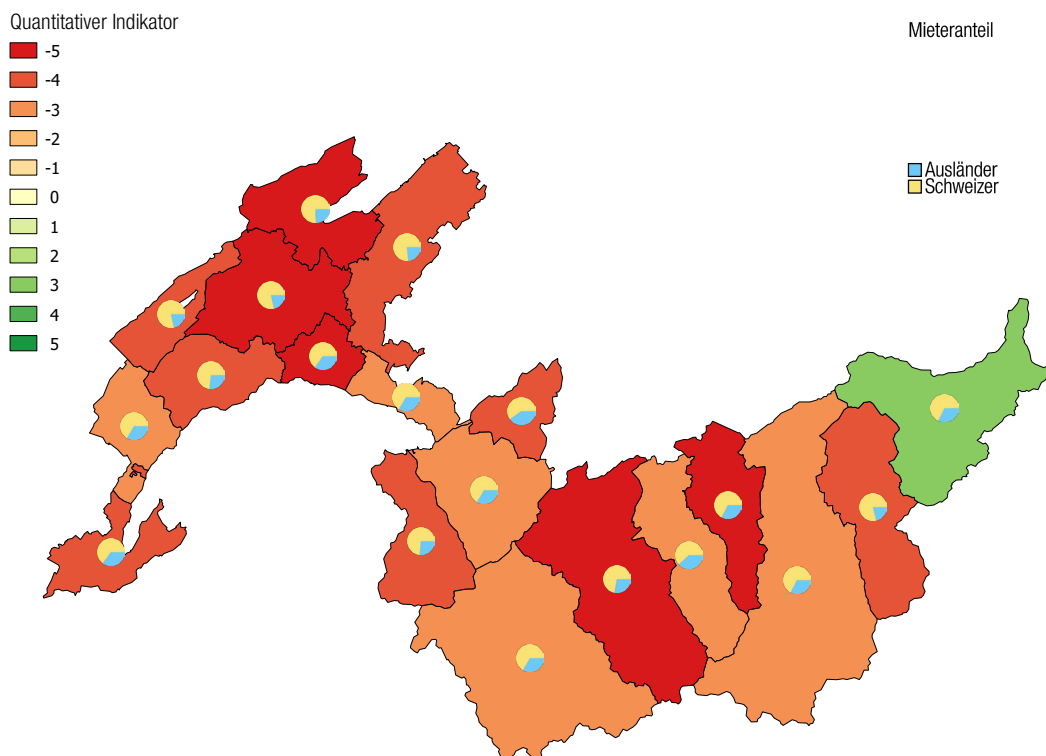 Quantitativer Indikator
-5
-4
-3
-2
-1
0
1
2
3
4
5
Mieteranteil
Ausländer
Schweizer